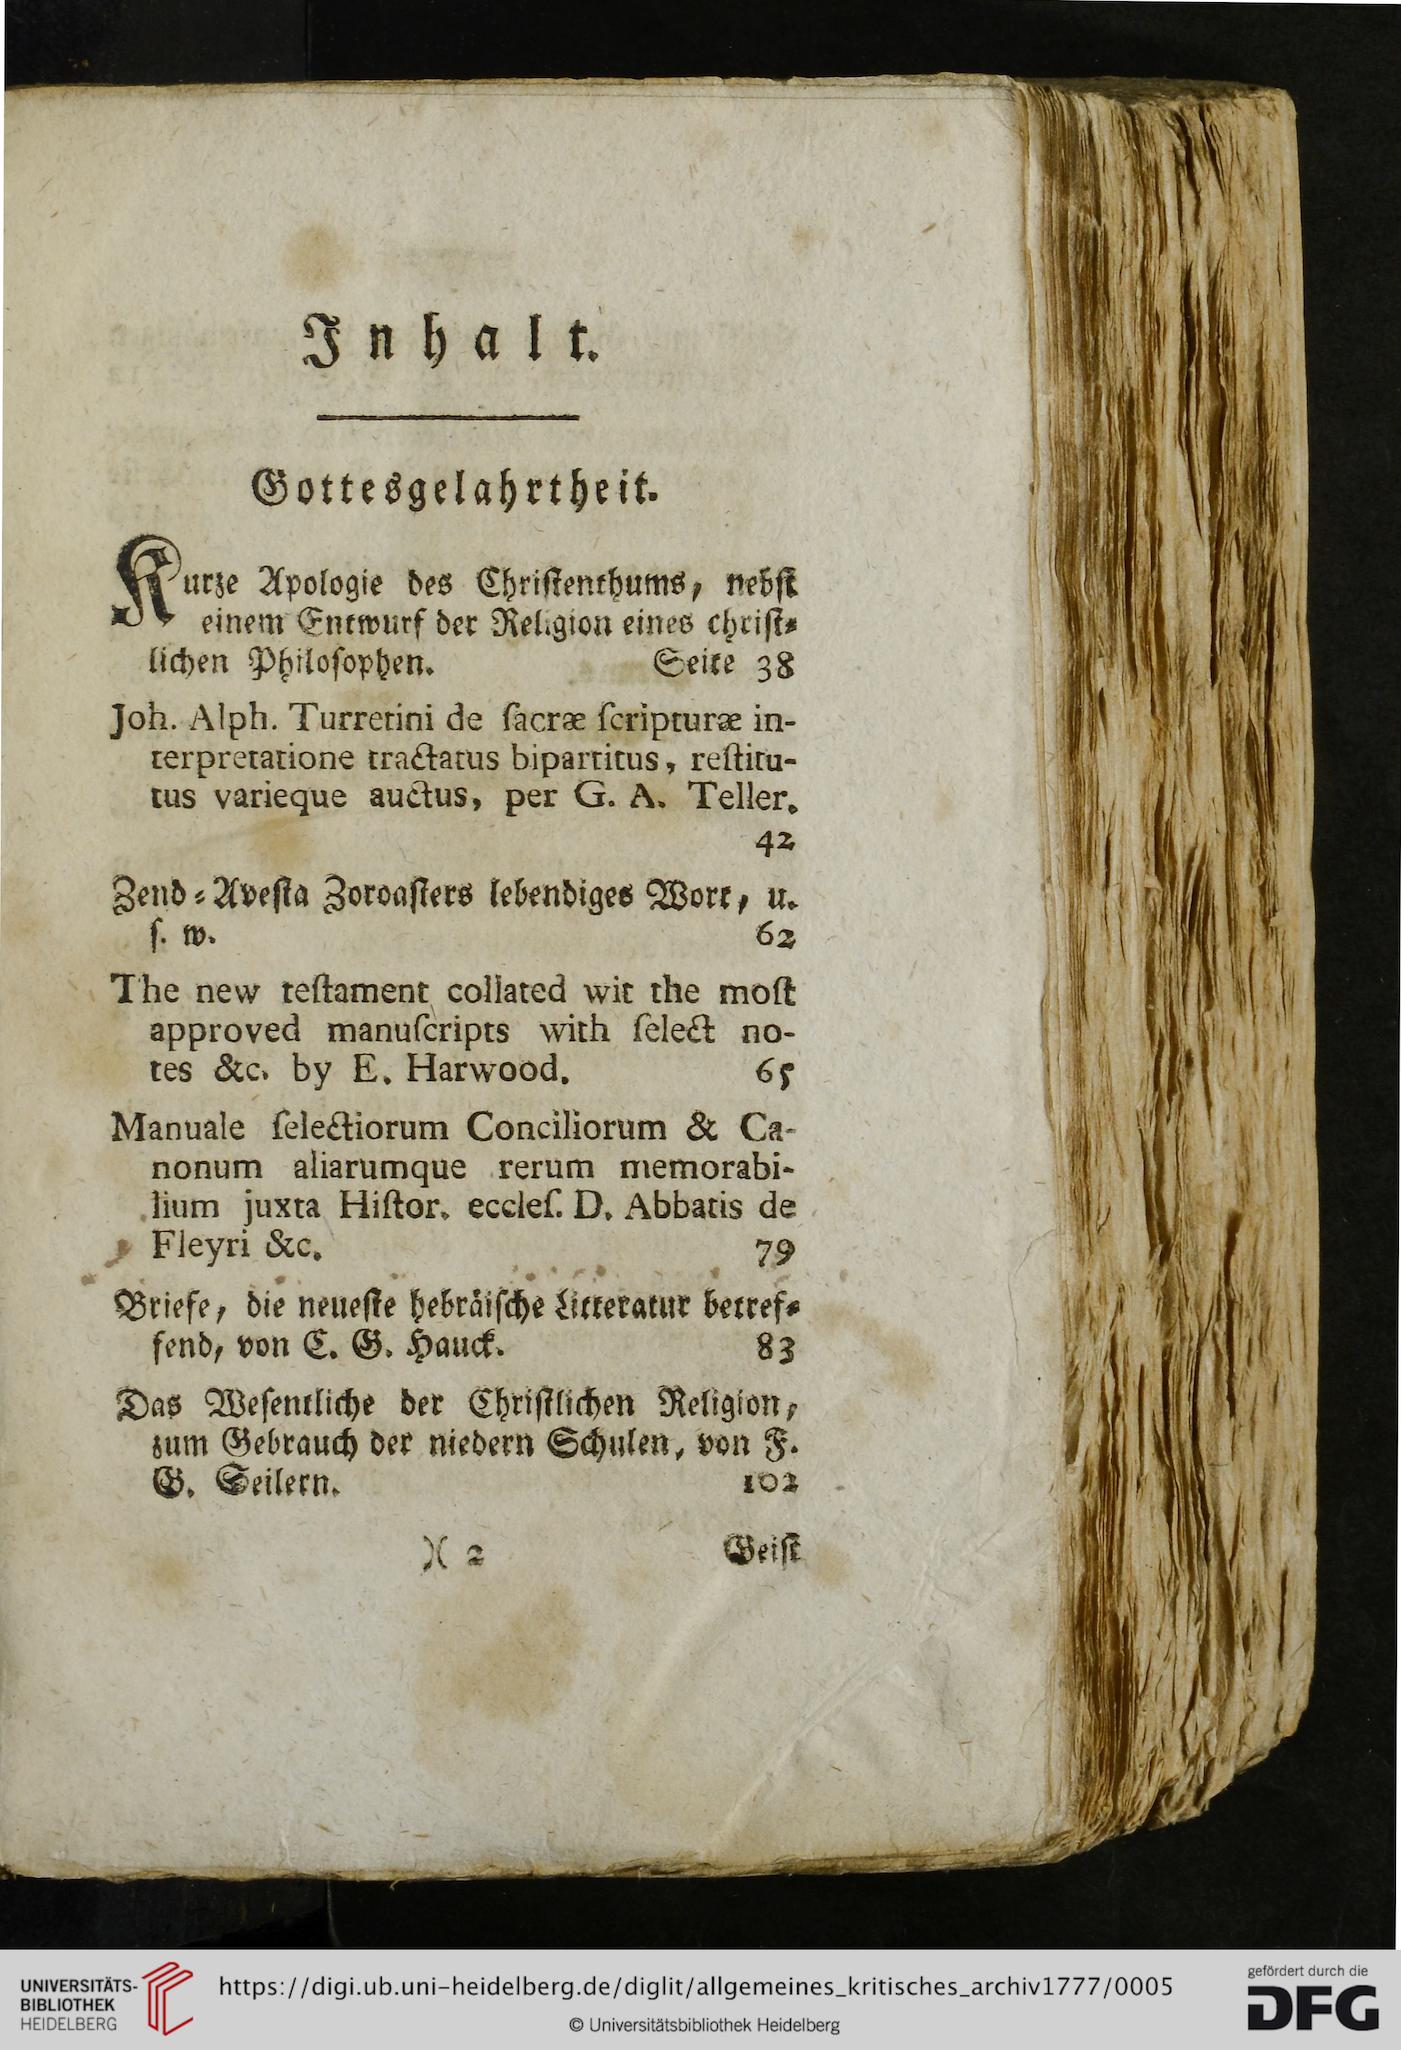 Inhalt.
Gottesgelahrtheit.
Kurze Apologie des Chriſtenthums, nebſt
einem Entwurf der Religion eines chriſt⸗
lichen Philoſophen. Seite 38
Joh. Alph. Turretini de ſacræ ſcripturæ in-
terpretatione tractatus bipartitus, reſtitu-
tus varieque auctus, per G. A. Teller.
42
Zend⸗Aveſta Zoroaſters lebendiges Wort, u.
ſ. w. 62
The new teſtament collated wit the moſt
approved manuſcripts with ſelect no-
tes &c. by E. Harwood. 65
Manuale ſelectiorum Conciliorum & Ca-
nonum aliarumque rerum memorabi-
lium juxta Hiſtor. eccleſ. D. Abbatis de
Fleyri &c. 79
Briefe, die neueſte hebräiſche Litteratur betref⸗
fend, von C. G. Hauck. 83
Das Weſentliche der Chriſtlichen Religion,
zum Gebrauch der niedern Schulen, von F.
G. Seilern. 102
)( 2 Geiſt
UNIVERSITÄTS-
BIBLIOTHEK
HEIDELBERG
https://digi.ub.uni-heidelberg.de/diglit/allgemeines_kritisches_archiv1777/0005
© Universitätsbibliothek Heidelberg
gefördert durch die
DFG